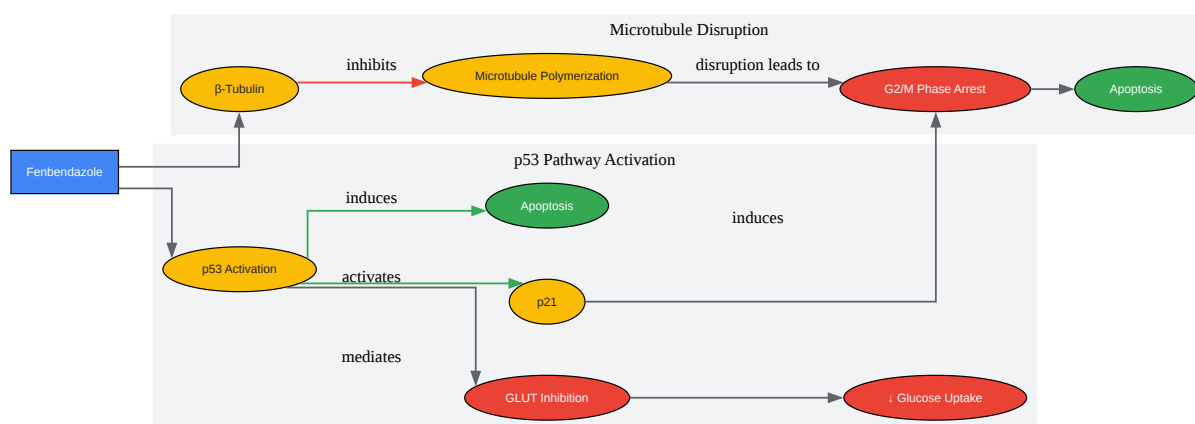 Microtubule Disruption
β-Tubulin
inhibits
Microtubule Polymerization
disruption leads to
G2/M Phase Arrest
Apoptosis
Fenbendazole
p53 Pathway Activation
induces
Apoptosis
induces
p53 Activation
activates
p21
mediates
GLUT Inhibition
↓ Glucose Uptake